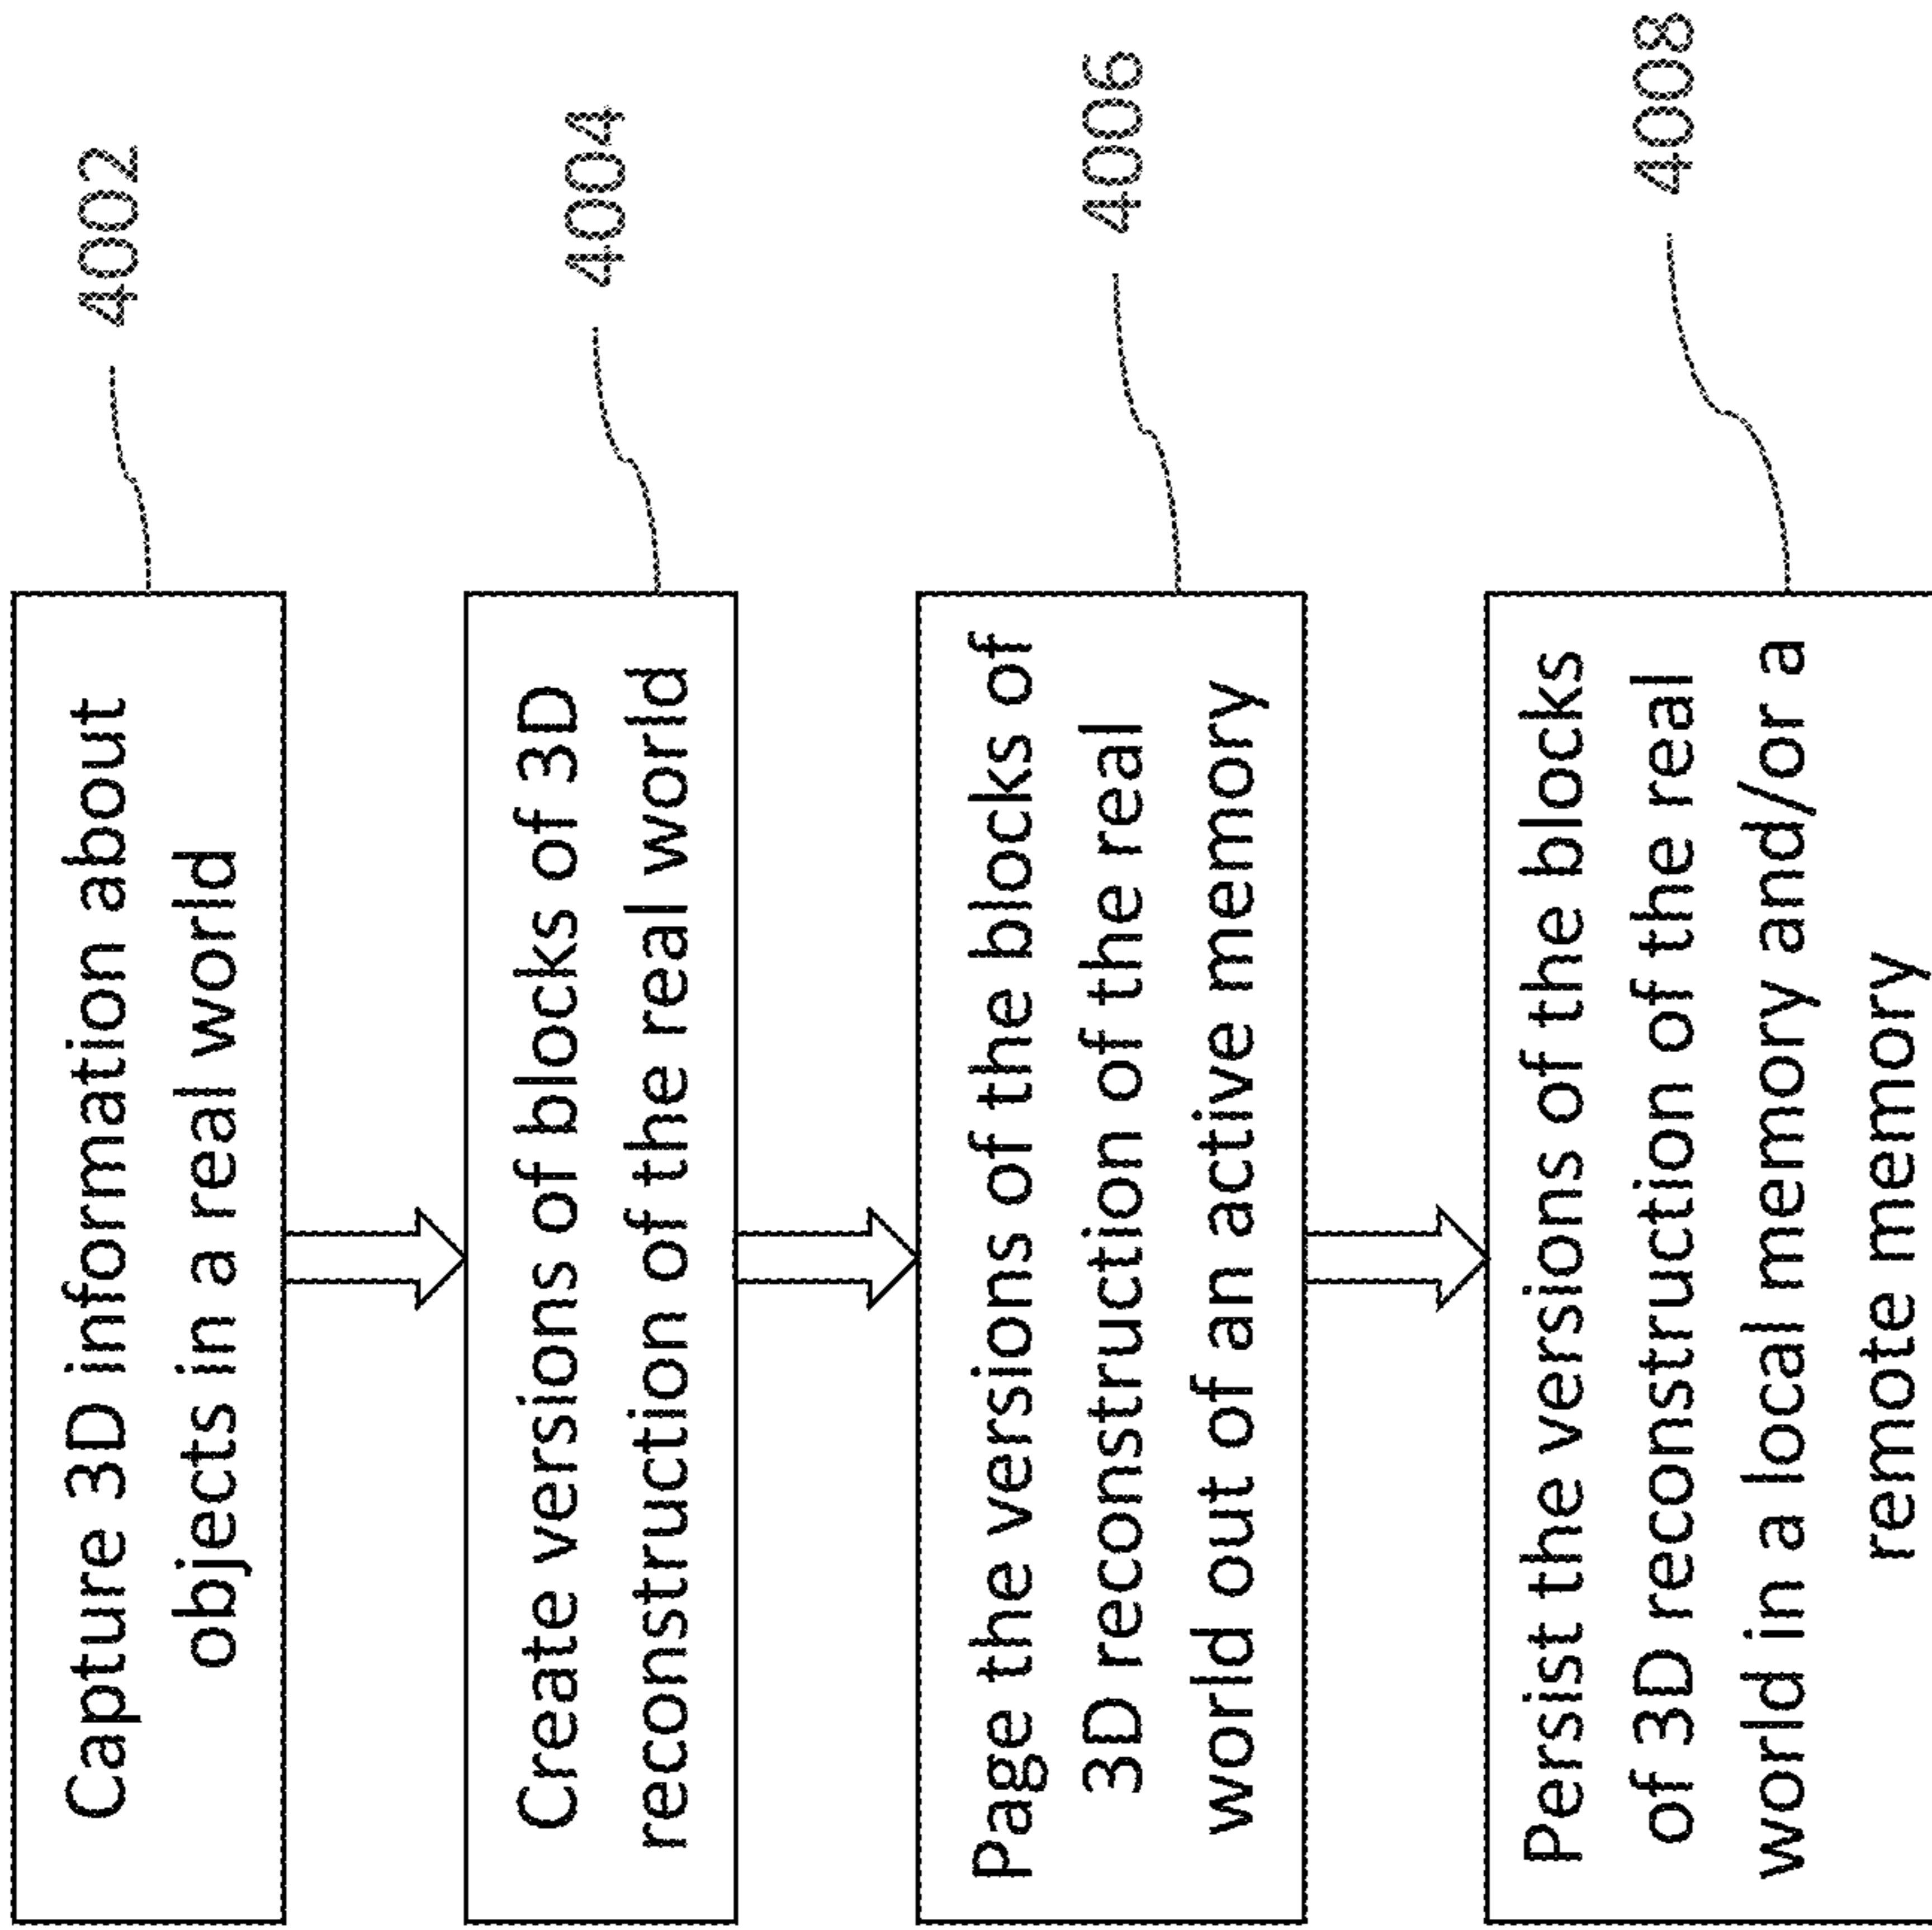 Capture 3D information about
objects in a real world
4002
Create versions of blocks of 3D
reconstruction of the real world
4004
Page the versions of the blocks of
3D reconstruction of the real
world out of an active memory
4006
Persist the versions of the blocks
of 3D reconstruction of the real
world in a local memory and/or a
remote memory
4008